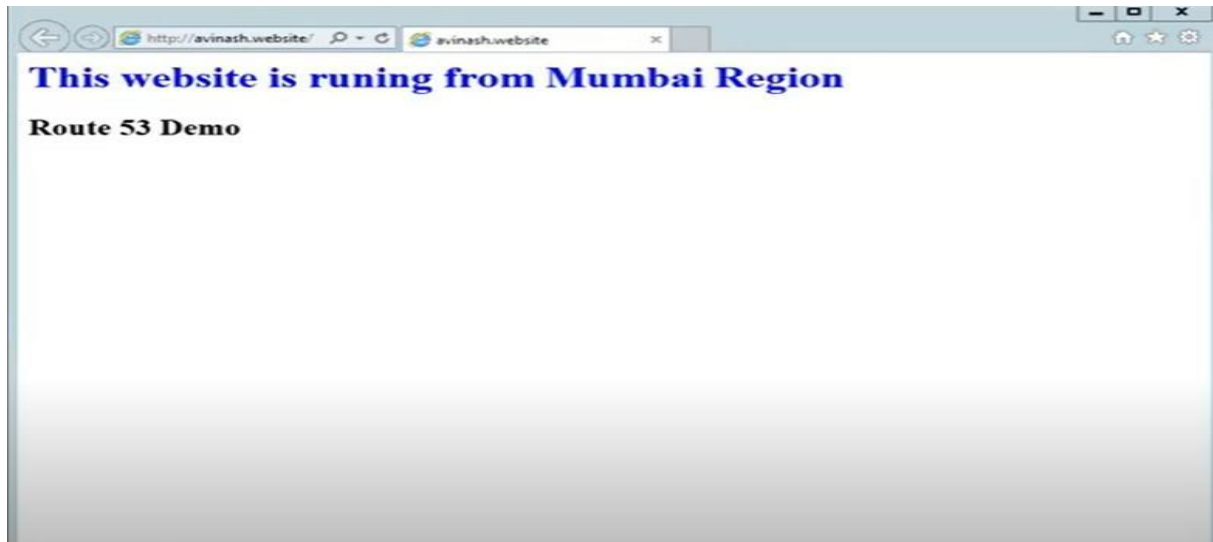 http://avinash.website/
avinash.website
This website is runing from Mumbai Region
Route 53 Demo